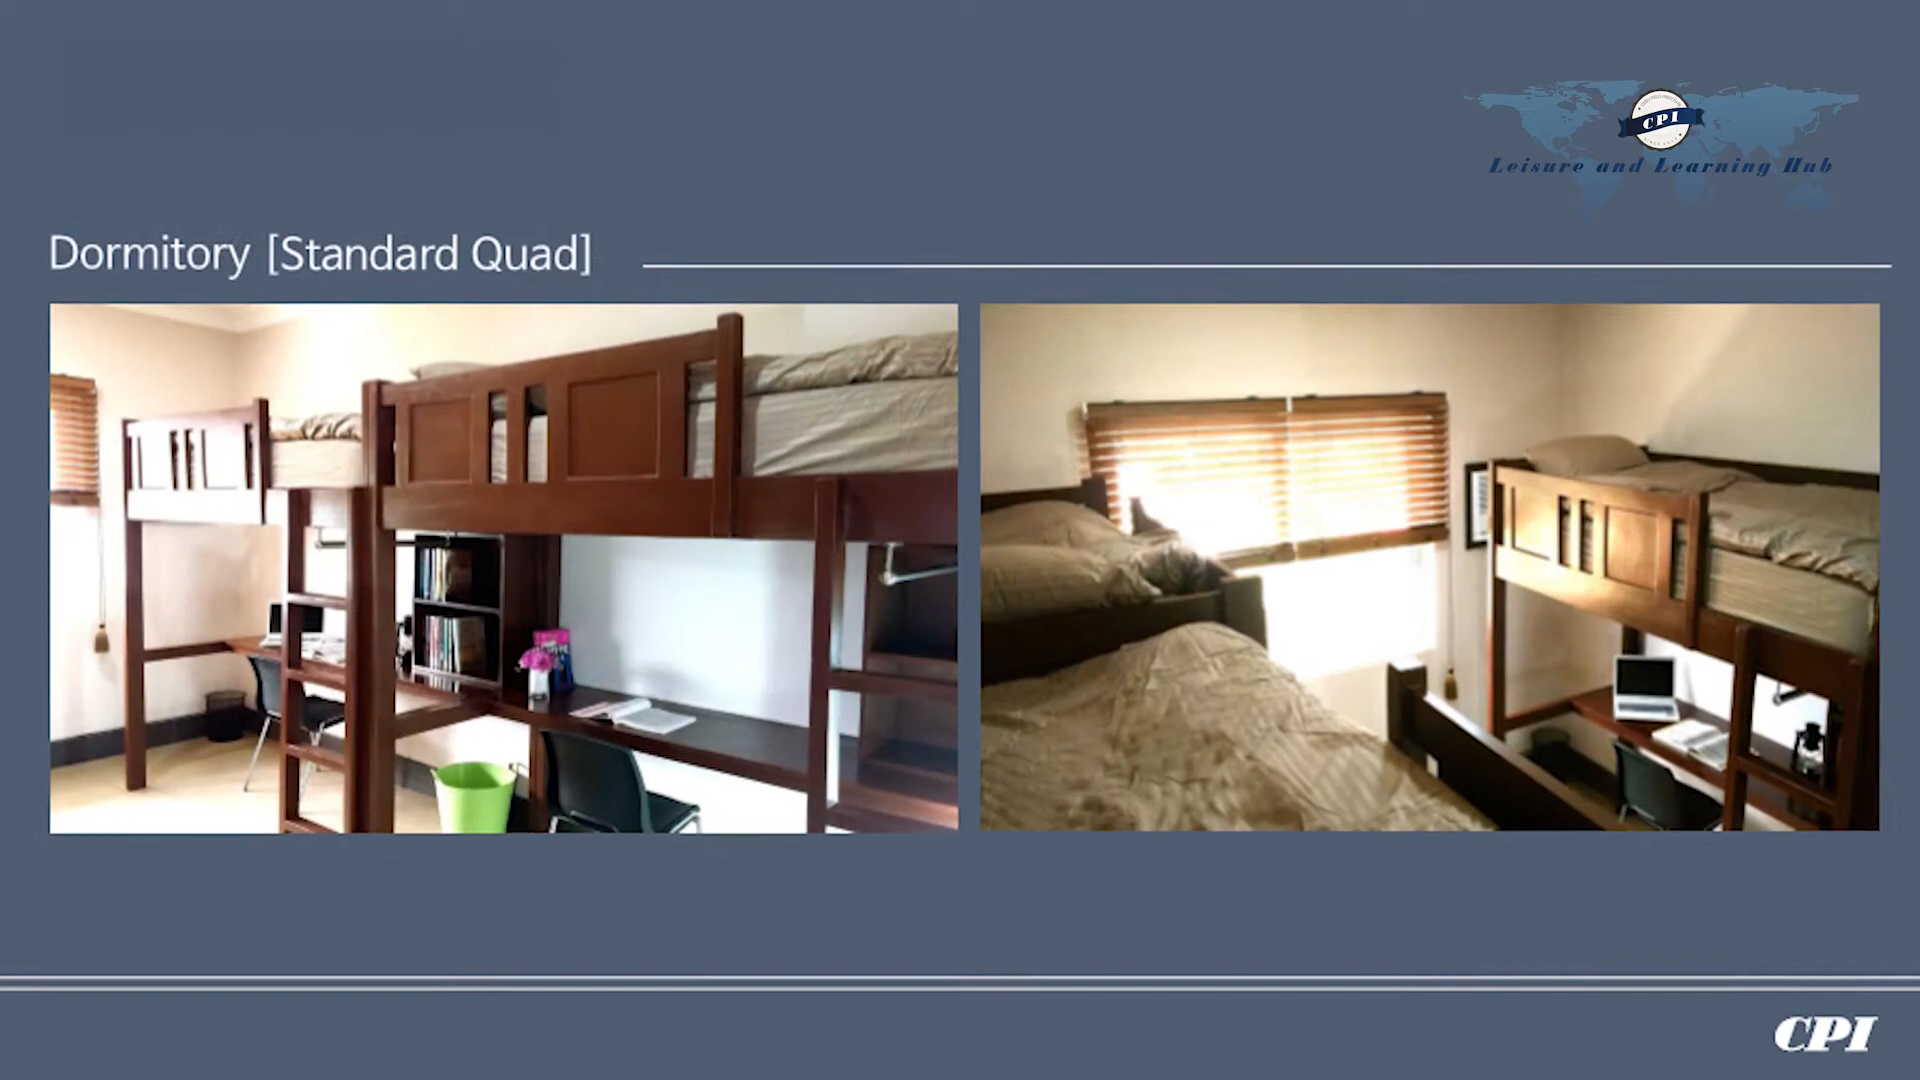 CPI
Leisure and Learning Hub
Dormitory [Standard Quad]
CPI